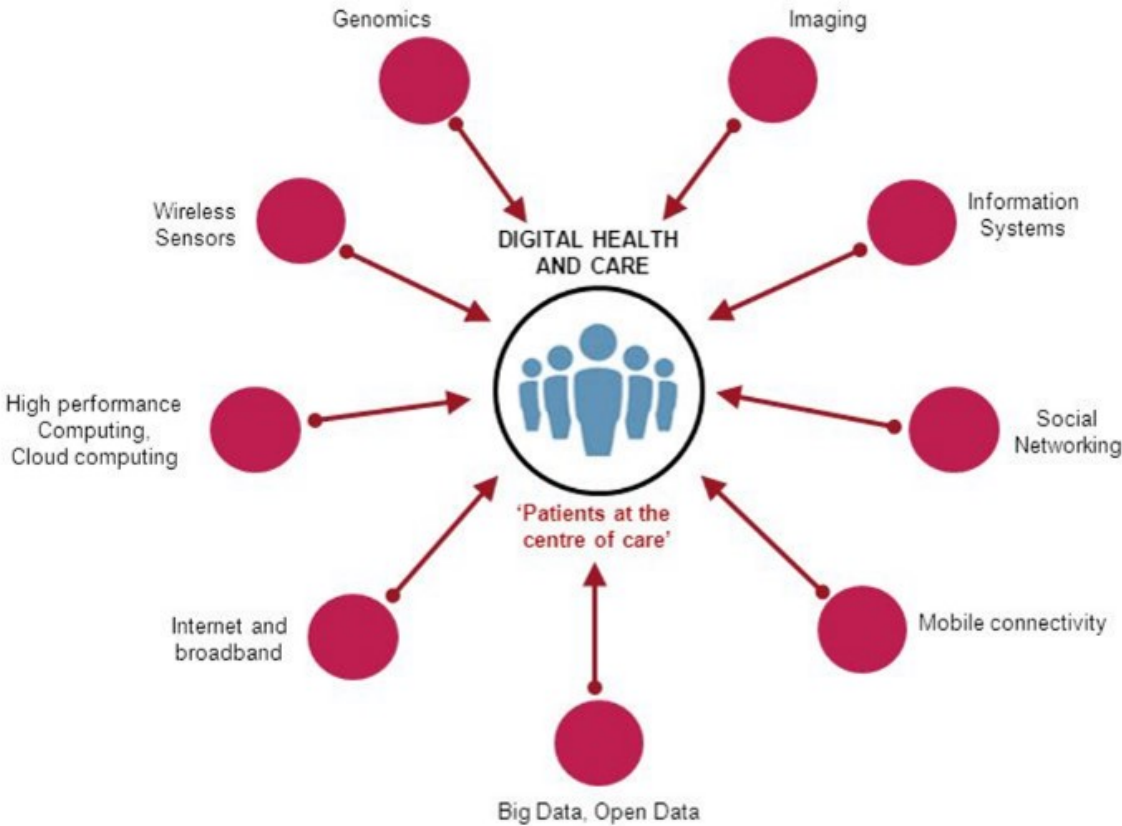 Genomics
Imaging
Wireless
Sensors
Information
Systems
DIGITAL HEALTH
AND CARE
High performance
Computing,
Cloud computing
Social
Networking
'Patients at the
centre of care'
Internet and
broadband
Mobile connectivity
Big Data, Open Data